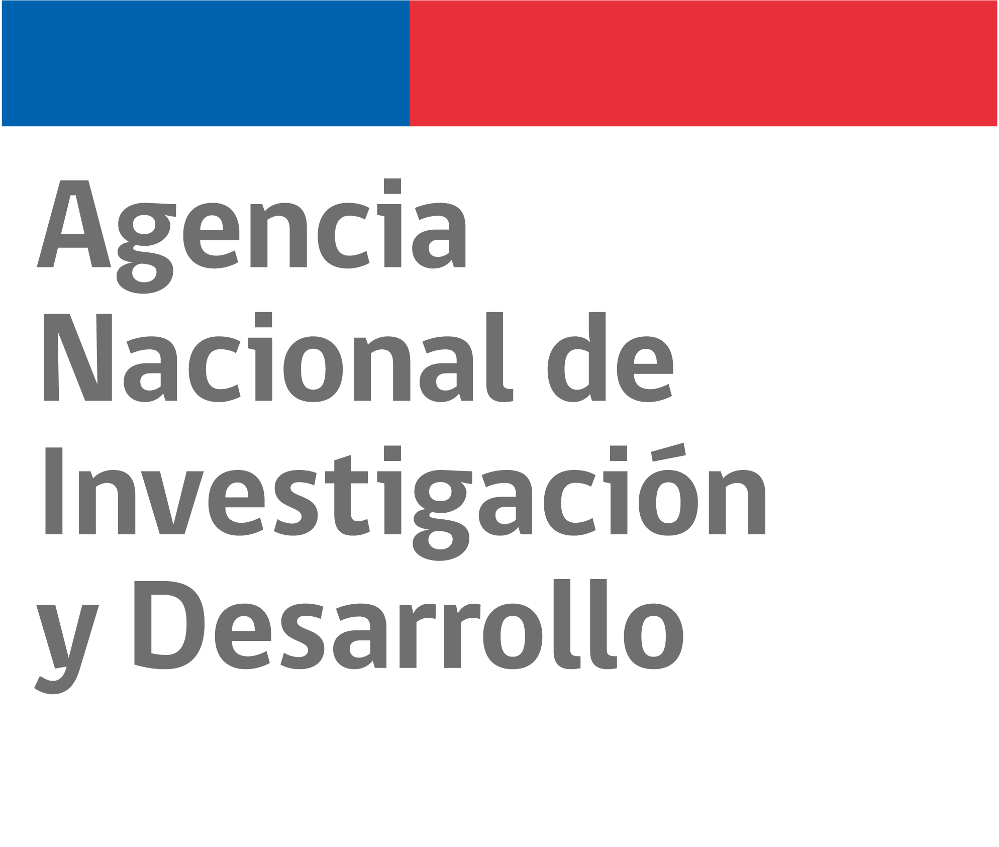 Agencia
Nacional de
Investigación
y Desarrollo